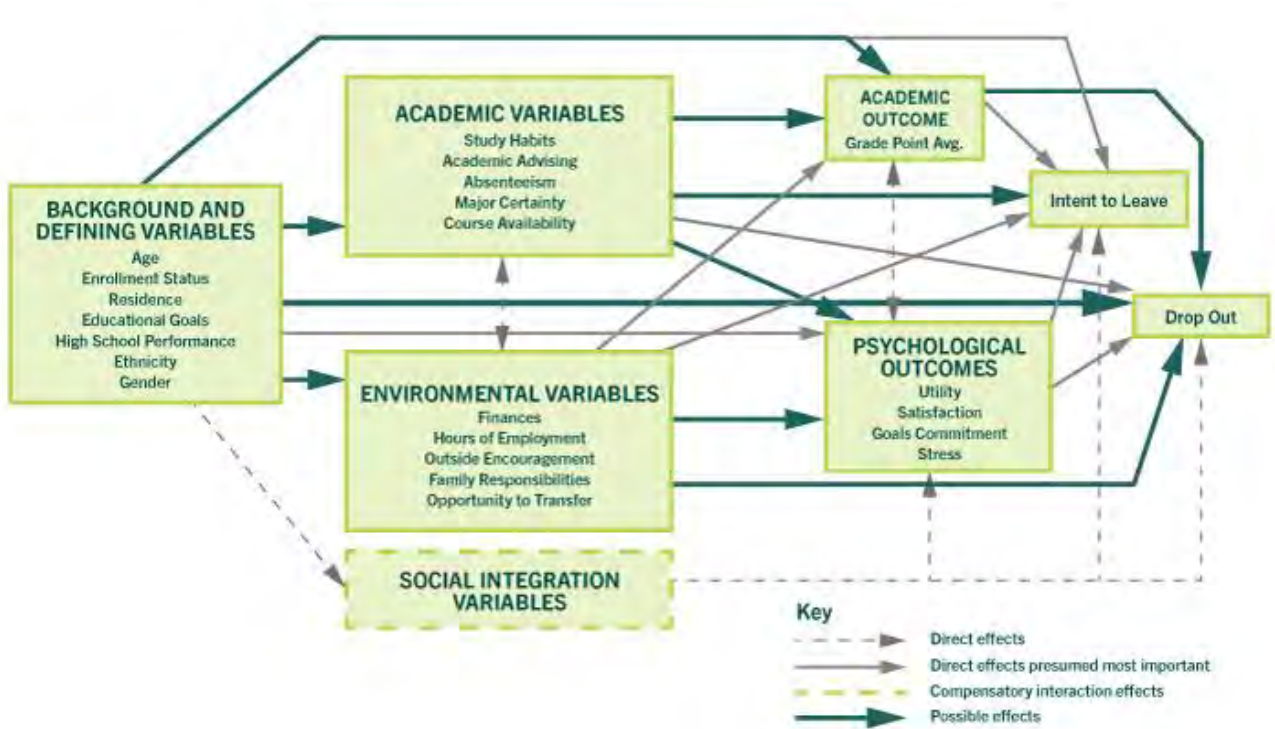 BACKGROUND AND
DEFINING VARIABLES
Age
Enrollment Status
Residence
Educational Goals
High School Performance
Ethnicity
Gender
ACADEMIC VARIABLES
Study Habits
Academic Advising
Absenteeism
Major Certainty
Course Availability
ENVIRONMENTAL VARIABLES
Finances
Hours of Employment
Outside Encouragement
Family Responsibilities
Opportunity to Transfer
SOCIAL INTEGRATION
VARIABLES
ACADEMIC
OUTCOME
Grade Point Avg.
PSYCHOLOGICAL
OUTCOMES
Utility
Satisfaction
Goals Commitment
Stress
Intent to Leave
Drop Out
Key
Direct effects
Direct effects presumed most important
Compensatory interaction effects
Possible effects